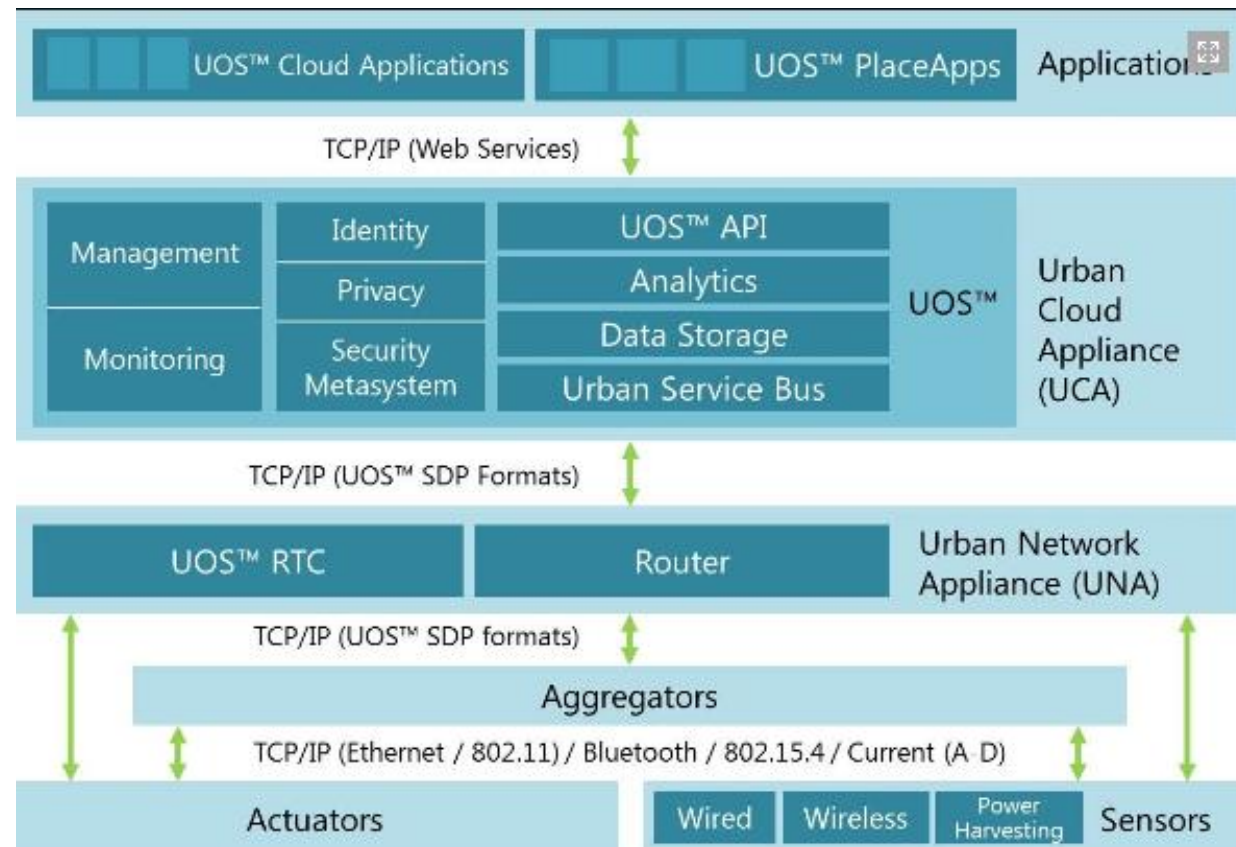 UOS™ Cloud Applications
UOS™ PlaceApps
Applications
TCP/IP (Web Services)
Management
Monitoring
Identity
Privacy
Security
Metasystem
UOS™ API
Analytics
Data Storage
Urban Service Bus
UOS™
Urban
Cloud
Appliance
(UCA)
TCP/IP (UOS™ SDP Formats)
UOS™ RTC
Router
Urban Network
Appliance (UNA)
TCP/IP (UOS™ SDP formats)
Aggregators
TCP/IP (Ethernet / 802.11) / Bluetooth / 802.15.4 / Current (A-D)
Actuators
Wired
Wireless
Power
Harvesting
Sensors